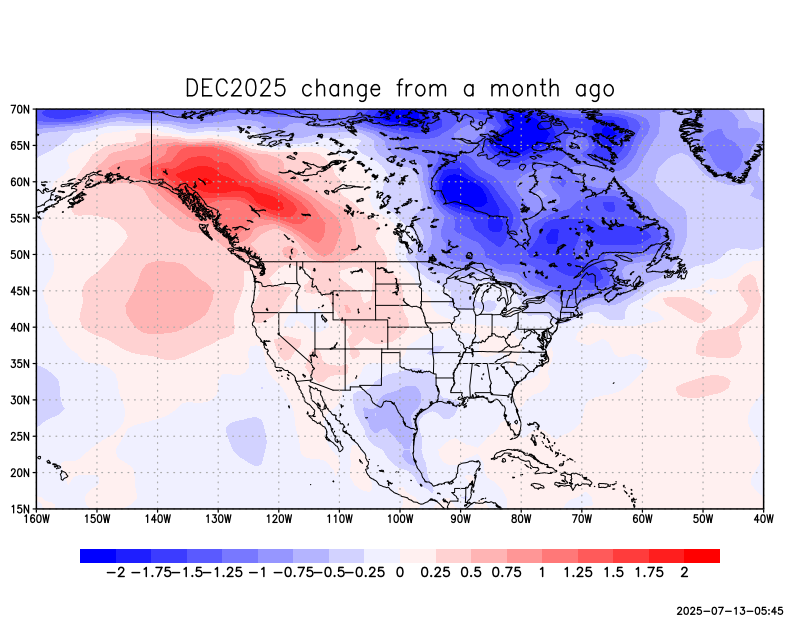 DEC2025 change from a month ago
70N
65N
60N
55N
50N
45N
40N
35N
30N
25N
20N
15N
160W 150W 140W 130W 120W 110W 100W 90W 80W 70W 60W 50W 40W
−2 −1.75 −1.5 −1.25 −1 −0.75 −0.5 −0.25 0 0.25 0.5 0.75 1 1.25 1.5 1.75 2
2025-07-13-05:45